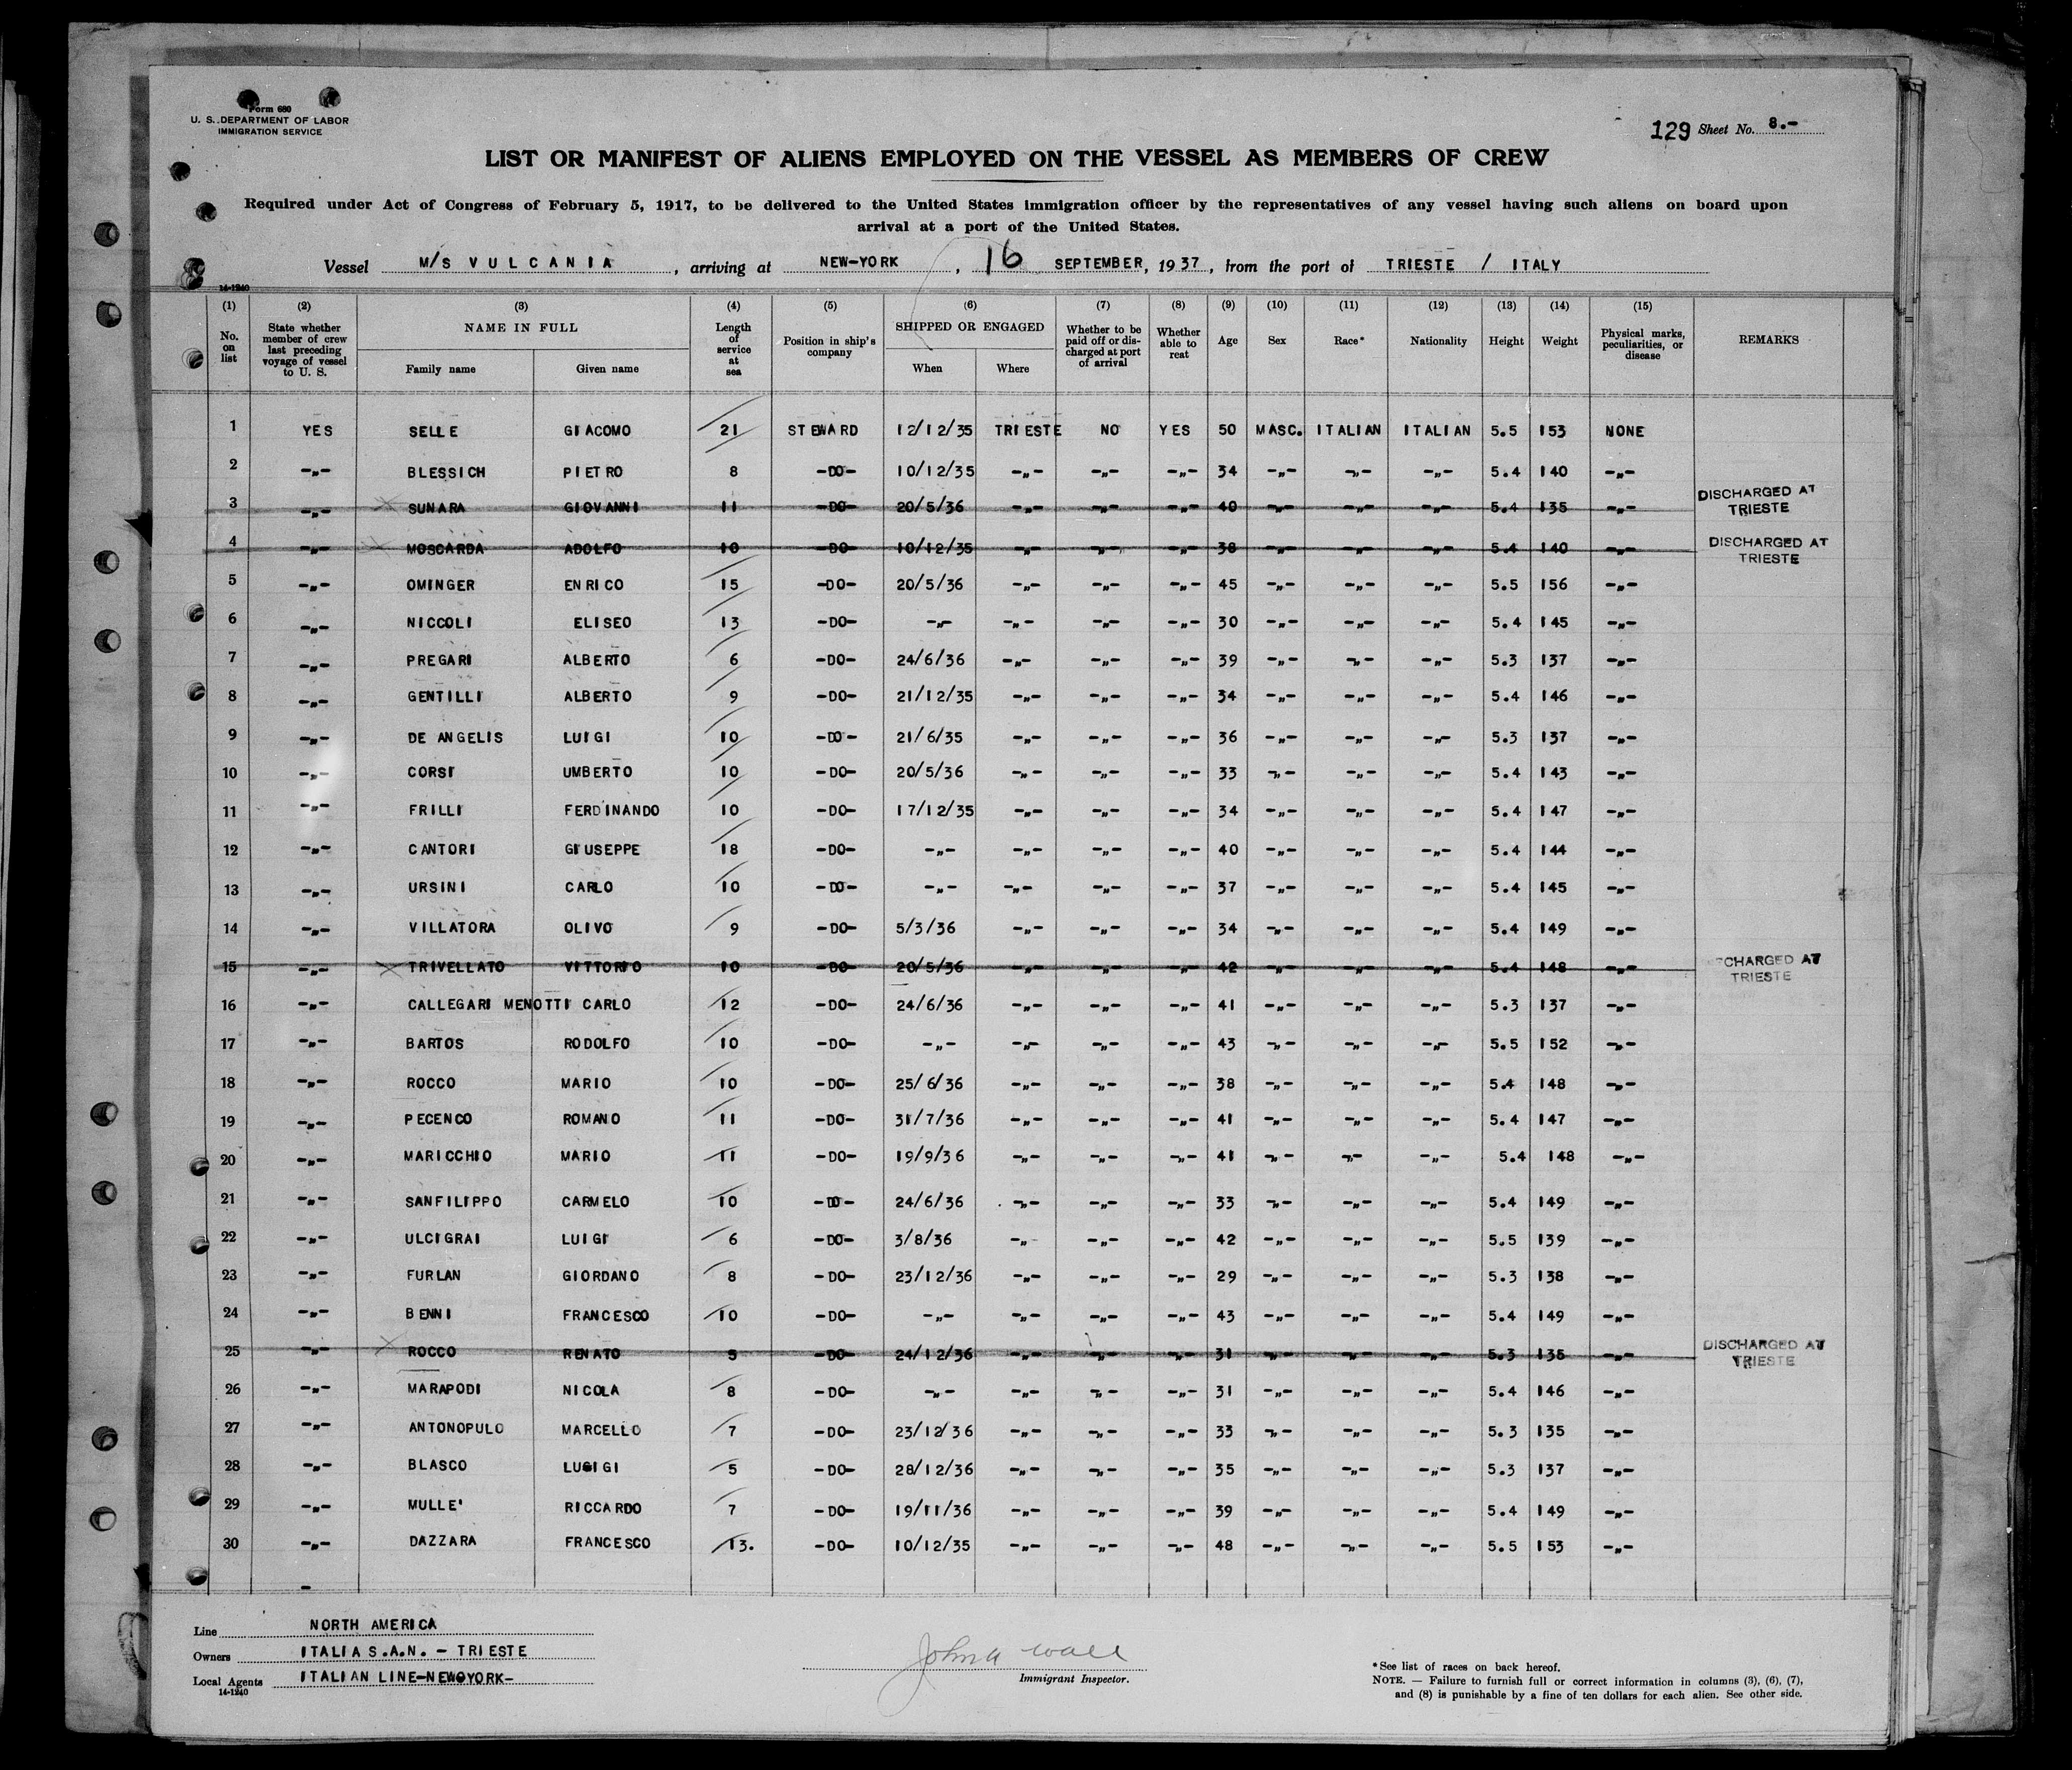 Form 680
U. S. DEPARTMENT OF LABOR
IMMIGRATION SERVICE
129 Sheet No. 8.-
LIST OR MANIFEST OF ALIENS EMPLOYED ON THE VESSEL AS MEMBERS OF CREW
Required under Act of Congress of February 5, 1917, to be delivered to the United States immigration officer by the representatives of any vessel having such aliens on board upon
arrival at a port of the United States.
Vessel M/S VULCANIA, arriving at NEW-YORK, 16 SEPTEMBER, 1937, from the port of TRIESTE / ITALY
14-1240
(1) (2) (3) (4) (5) (6) (7) (8) (9) (10) (11) (12) (13) (14) (15)
No. on list State whether member of crew last preceding voyage of vessel to U. S. NAME IN FULL Family name Given name Length of service at sea Position in ship's company SHIPPED OR ENGAGED When Where Whether to be paid off or discharged at port of arrival Whether able to reat Age Sex Race* Nationality Height Weight Physical marks, peculiarities, or disease REMARKS
1 YES SELLE GIACOMO 21 STEWARD 12/12/35 TRIESTE NO YES 50 MASC. ITALIAN ITALIAN 5.5 153 NONE
2 -"- BLESSICH PIETRO 8 -DO- 10/12/35 -"- -"- -"- 34 -"- -"- -"- 5.4 140 -"-
3 -"- SUNARA GIOVANNI 11 -DO- 20/5/36 -"- -"- -"- 40 -"- -"- -"- 5.4 135 -"- DISCHARGED AT TRIESTE
4 -"- MOSCARDA ADOLFO 10 -DO- 10/12/35 -"- -"- -"- 38 -"- -"- -"- 5.4 140 -"- DISCHARGED AT TRIESTE
5 -"- OMINGER ENRICO 15 -DO- 20/5/36 -"- -"- -"- 45 -"- -"- -"- 5.5 156 -"-
6 -"- NICCOLI ELISEO 13 -DO- -"- -"- -"- -"- 30 -"- -"- -"- 5.4 145 -"-
7 -"- PREGARI ALBERTO 6 -DO- 24/6/36 -"- -"- -"- 39 -"- -"- -"- 5.3 137 -"-
8 -"- GENTILLI ALBERTO 9 -DO- 21/12/35 -"- -"- -"- 34 -"- -"- -"- 5.4 146 -"-
9 -"- DE ANGELIS LUIGI 10 -DO- 21/6/35 -"- -"- -"- 36 -"- -"- -"- 5.3 137 -"-
10 -"- CORSI UMBERTO 10 -DO- 20/5/36 -"- -"- -"- 33 -"- -"- -"- 5.4 143 -"-
11 -"- FRILLI FERDINANDO 10 -DO- 17/12/35 -"- -"- -"- 34 -"- -"- -"- 5.4 147 -"-
12 -"- CANTORI GIUSEPPE 18 -DO- -"- -"- -"- -"- 40 -"- -"- -"- 5.4 144 -"-
13 -"- URSINI CARLO 10 -DO- -"- -"- -"- -"- 37 -"- -"- -"- 5.4 145 -"-
14 -"- VILLATORA OLIVO 9 -DO- 5/3/36 -"- -"- -"- 34 -"- -"- -"- 5.4 149 -"-
15 -"- TRIVELLATO VITTORIO 10 -DO- 20/5/36 -"- -"- -"- 42 -"- -"- -"- 5.4 148 -"- SCHARGED AT TRIESTE
16 -"- CALLEGARI MENOTTI CARLO 12 -DO- 24/6/36 -"- -"- -"- 41 -"- -"- -"- 5.3 137 -"-
17 -"- BARTOS RODOLFO 10 -DO- -"- -"- -"- -"- 43 -"- -"- -"- 5.5 152 -"-
18 -"- ROCCO MARIO 10 -DO- 25/6/36 -"- -"- -"- 38 -"- -"- -"- 5.4 148 -"-
19 -"- PECENCO ROMANO 11 -DO- 31/7/36 -"- -"- -"- 41 -"- -"- -"- 5.4 147 -"-
20 -"- MARICCHIO MARIO 11 -DO- 19/9/36 -"- -"- -"- 41 -"- -"- -"- 5.4 148 -"-
21 -"- SANFILIPPO CARMELO 10 -DO- 24/6/36 -"- -"- -"- 33 -"- -"- -"- 5.4 149 -"-
22 -"- ULCIGRAI LUIGI 6 -DO- 3/8/36 -"- -"- -"- 42 -"- -"- -"- 5.5 139 -"-
23 -"- FURLAN GIORDANO 8 -DO- 23/12/36 -"- -"- -"- 29 -"- -"- -"- 5.3 138 -"-
24 -"- BENNI FRANCESCO 10 -DO- -"- -"- -"- -"- 43 -"- -"- -"- 5.4 149 -"-
25 -"- ROCCO RENATO 5 -DO- 24/12/36 -"- -"- -"- 31 -"- -"- -"- 5.3 135 -"- DISCHARGED AT TRIESTE
26 -"- MARAPODI NICOLA 8 -DO- -"- -"- -"- -"- 31 -"- -"- -"- 5.4 146 -"-
27 -"- ANTONOPULO MARCELLO 7 -DO- 23/12/36 -"- -"- -"- 33 -"- -"- -"- 5.3 135 -"-
28 -"- BLASCO LUGIGI 5 -DO- 28/12/36 -"- -"- -"- 35 -"- -"- -"- 5.3 137 -"-
29 -"- MULLE' RICCARDO 7 -DO- 19/11/36 -"- -"- -"- 39 -"- -"- -"- 5.4 149 -"-
30 -"- DAZZARA FRANCESCO 13. -DO- 10/12/35 -"- -"- -"- 48 -"- -"- -"- 5.5 153 -"-
Line NORTH AMERICA
Owners ITALIA S.A.N. - TRIESTE
Local Agents ITALIAN LINE-NEW YORK-
14-1240
John A Wall
Immigrant Inspector.
*See list of races on back hereof.
NOTE. — Failure to furnish full or correct information in columns (3), (6), (7),
and (8) is punishable by a fine of ten dollars for each alien. See other side.